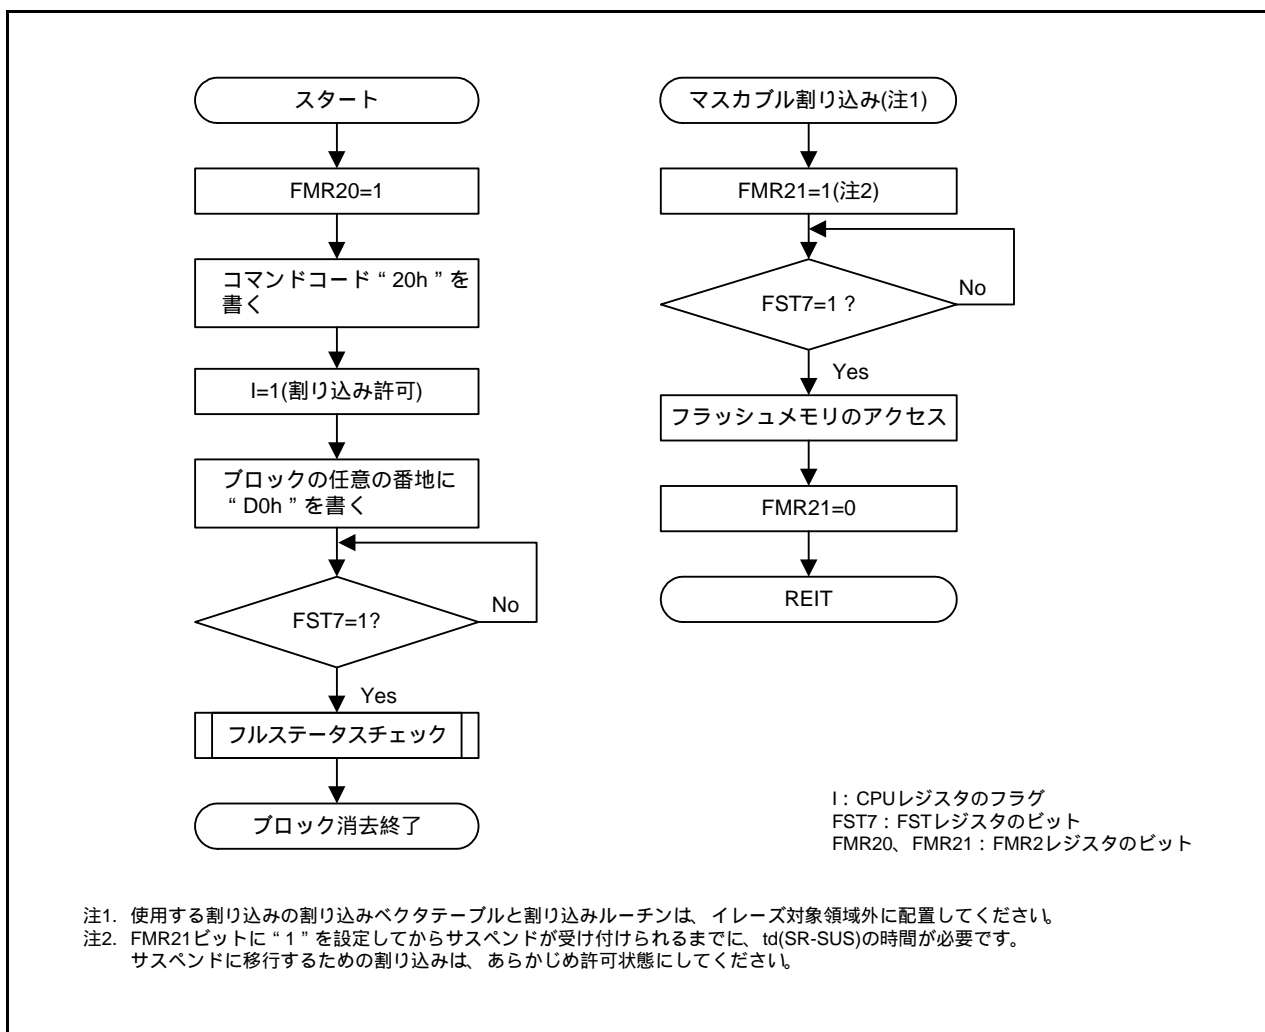 スタート
FMR20=1
コマンドコード“20h”を
書く
I=1(割り込み許可)
ブロックの任意の番地に
“D0h”を書く
FST7=1?
No
Yes
フルステータスチェック
ブロック消去終了
マスカブル割り込み(注1)
FMR21=1(注2)
FST7=1 ?
No
Yes
フラッシュメモリのアクセス
FMR21=0
REIT
I : CPUレジスタのフラグ
FST7 : FSTレジスタのビット
FMR20、FMR21 : FMR2レジスタのビット
注1. 使用する割り込みの割り込みベクタテーブルと割り込みルーチンは、イレーズ対象領域外に配置してください。
注2. FMR21ビットに“1”を設定してからサスペンドが受け付けられるまでに、td(SR-SUS)の時間が必要です。
サスペンドに移行するための割り込みは、あらかじめ許可状態にしてください。